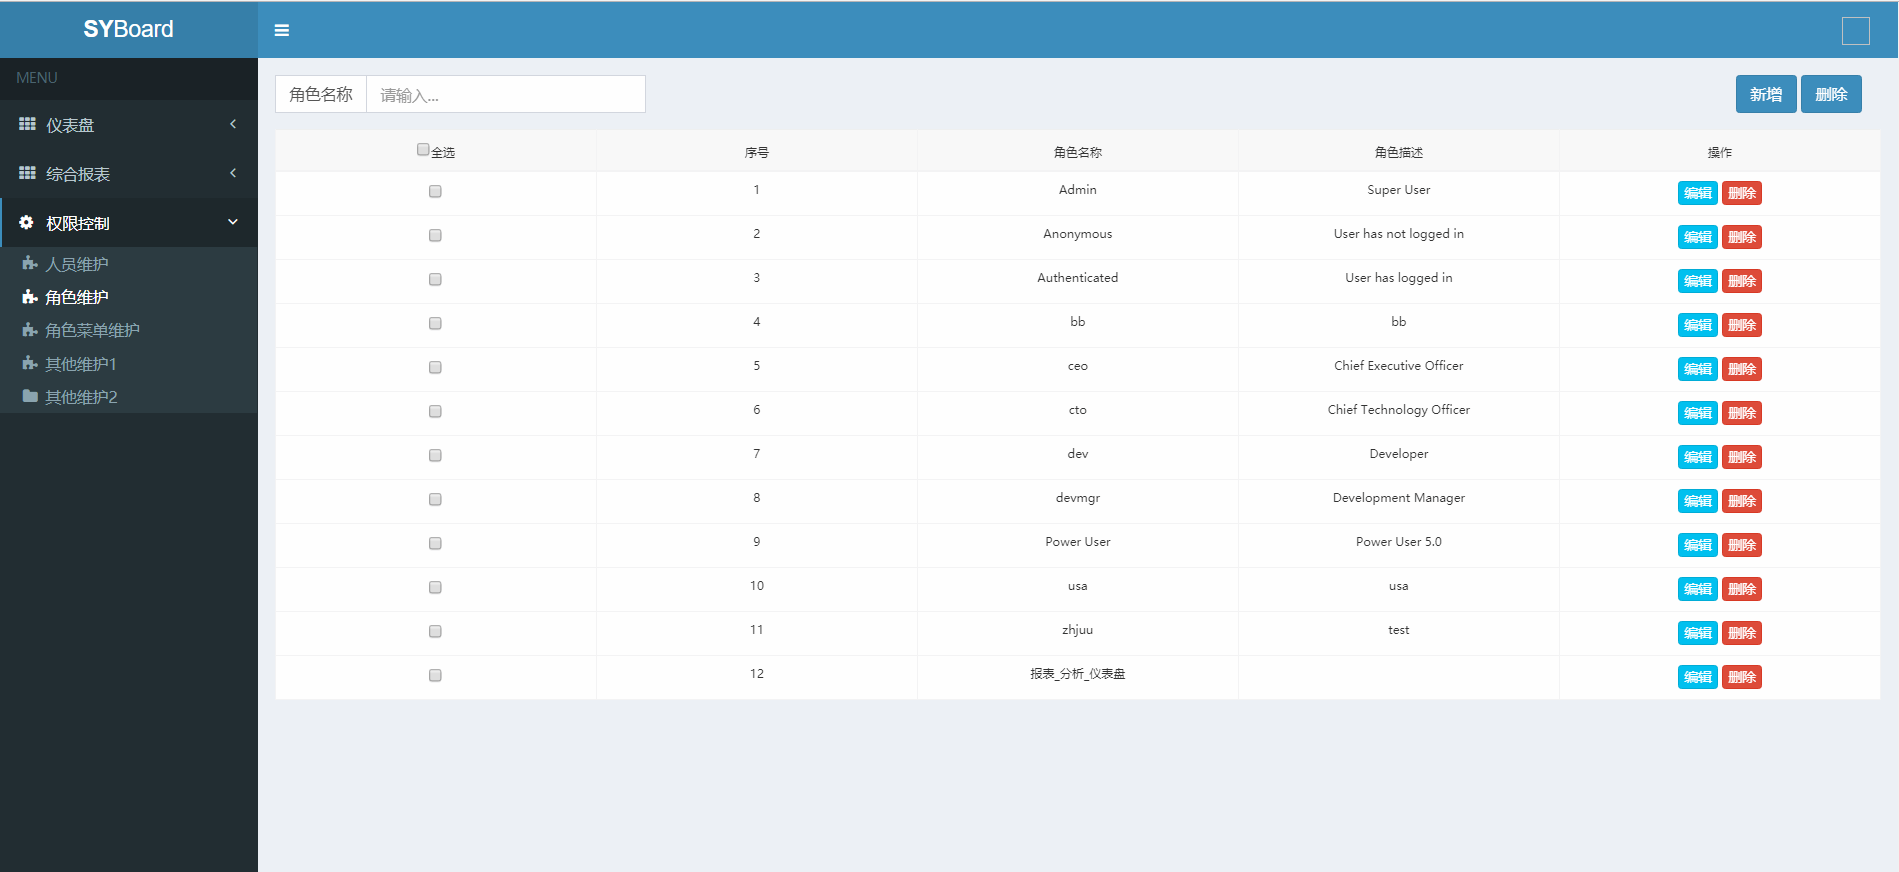 SYBoard
MENU
仪表盘
综合报表
权限控制
人员维护
角色维护
角色菜单维护
其他维护1
其他维护2
角色名称 请输入... 新增 删除
全选 序号 角色名称 角色描述 操作
1 Admin Super User 编辑 删除
2 Anonymous User has not logged in 编辑 删除
3 Authenticated User has logged in 编辑 删除
4 bb bb 编辑 删除
5 ceo Chief Executive Officer 编辑 删除
6 cto Chief Technology Officer 编辑 删除
7 dev Developer 编辑 删除
8 devmgr Development Manager 编辑 删除
9 Power User Power User 5.0 编辑 删除
10 usa usa 编辑 删除
11 zhjuu test 编辑 删除
12 报表_分析_仪表盘 编辑 删除